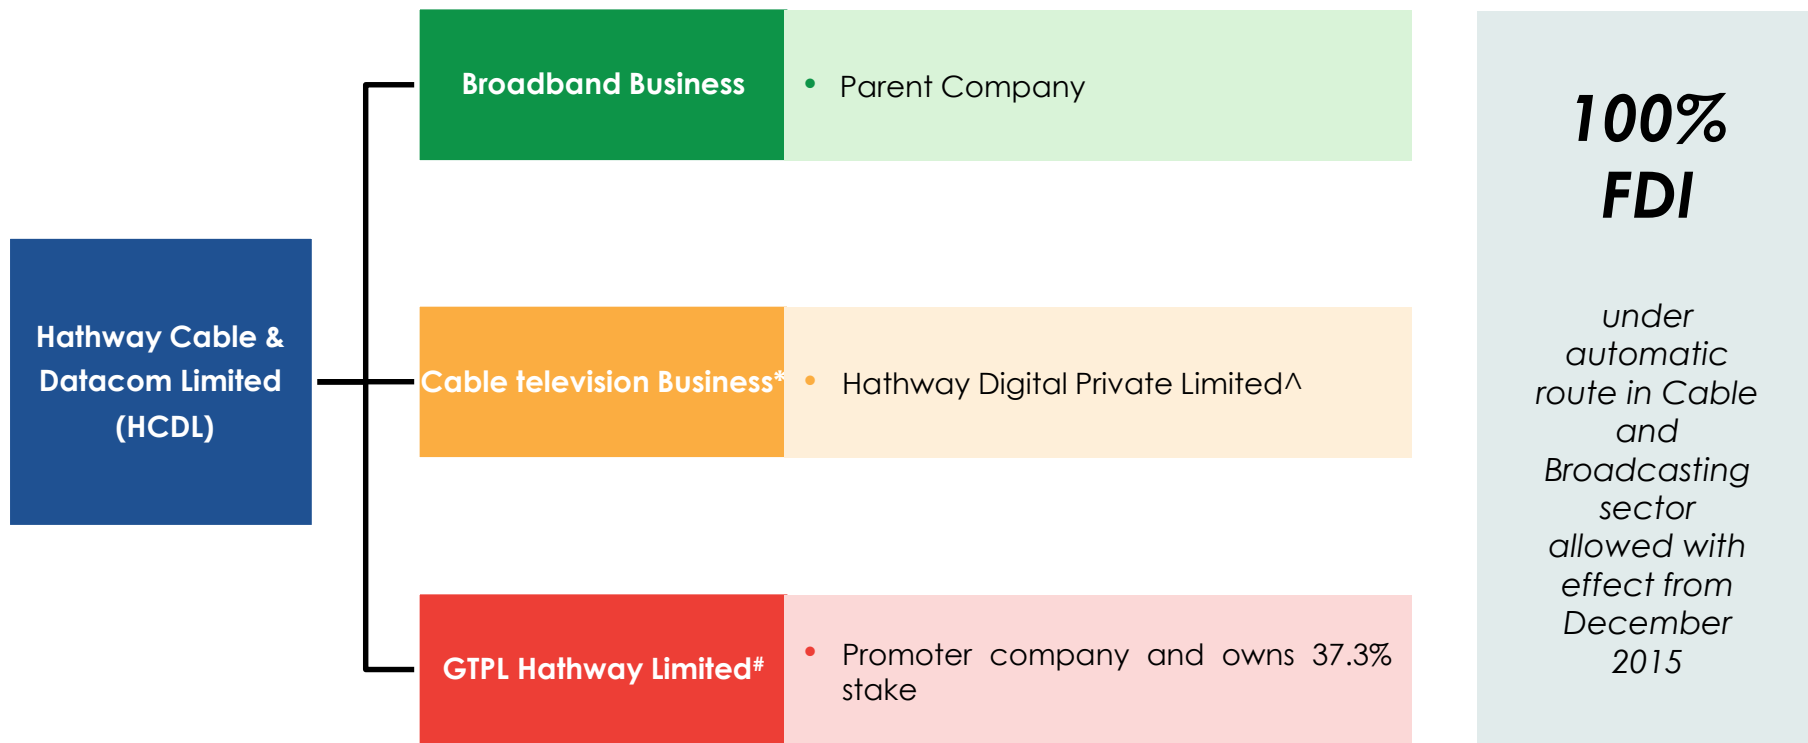 Broadband Business
• Parent Company
Hathway Cable &
Datacom Limited
(HCDL)
Cable television Business*
• Hathway Digital Private Limited^
GTPL Hathway Limited#
• Promoter company and owns 37.3%
stake
100%
FDI
under
automatic
route in Cable
and
Broadcasting
sector
allowed with
effect from
December
2015